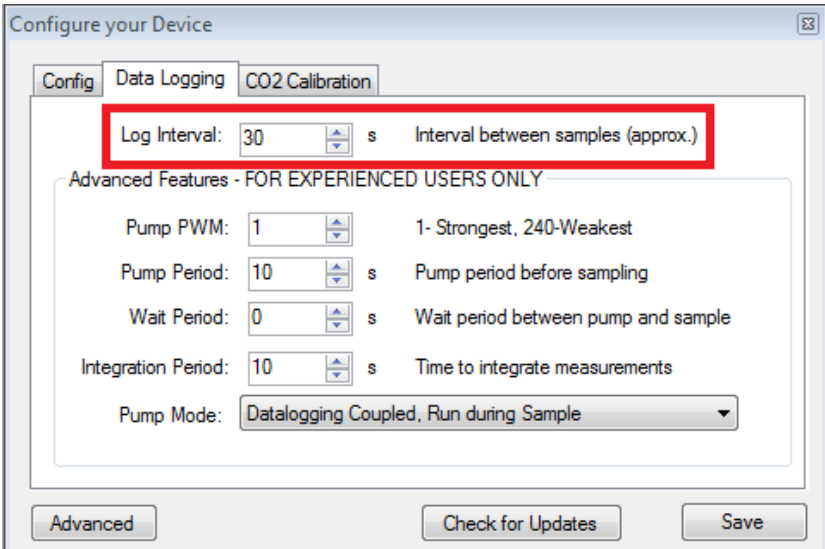 Configure your Device
Config Data Logging CO2 Calibration
Log Interval: 30 s Interval between samples (approx.)
Advanced Features - FOR EXPERIENCED USERS ONLY
Pump PWM: 1 1- Strongest, 240-Weakest
Pump Period: 10 s Pump period before sampling
Wait Period: 0 s Wait period between pump and sample
Integration Period: 10 s Time to integrate measurements
Pump Mode: Datalogging Coupled, Run during Sample
Advanced Check for Updates Save